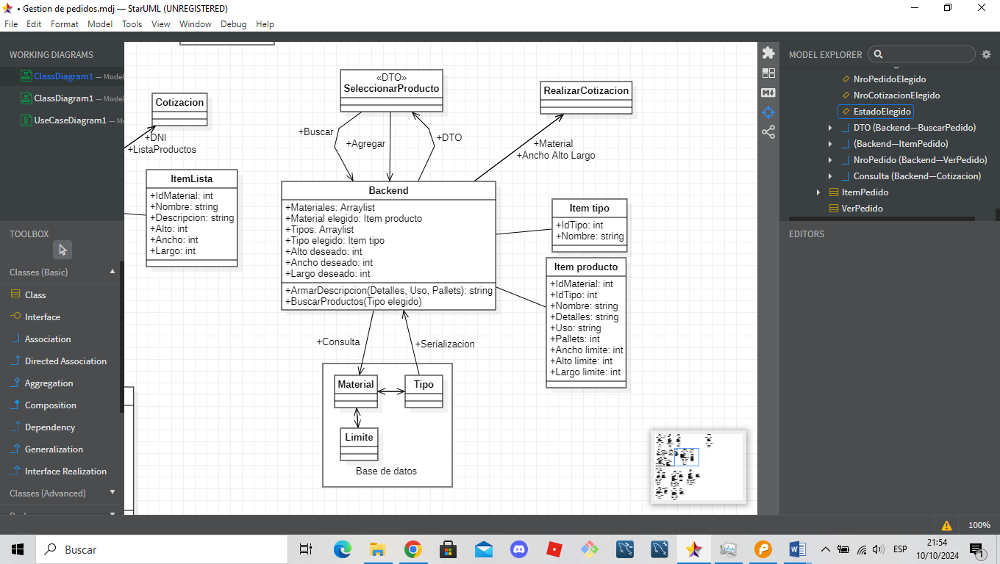 • Gestion de pedidos.mdj — StarUML (UNREGISTERED)
File Edit Format Model Tools View Window Debug Help
WORKING DIAGRAMS
ClassDiagram1 — Model
ClassDiagram1 — Model
UseCaseDiagram1 — Mo
TOOLBOX
Classes (Basic)
Class
Interface
Association
Directed Association
Aggregation
Composition
Dependency
Generalization
Interface Realization
Classes (Advanced)
Cotizacion
+DNI
+ListaProductos
ItemLista
+IdMaterial: int
+Nombre: string
+Descripcion: string
+Alto: int
+Ancho: int
+Largo: int
«DTO»
SeleccionarProducto
+Buscar
+Agregar
+DTO
RealizarCotizacion
+Material
+Ancho Alto Largo
Backend
+Materiales: Arraylist
+Material elegido: Item producto
+Tipos: Arraylist
+Tipo elegido: Item tipo
+Alto deseado: int
+Ancho deseado: int
+Largo deseado: int
+ArmarDescripcion(Detalles, Uso, Pallets): string
+BuscarProductos(Tipo elegido)
Item tipo
+IdTipo: int
+Nombre: string
Item producto
+IdMaterial: int
+IdTipo: int
+Nombre: string
+Detalles: string
+Uso: string
+Pallets: int
+Ancho limite: int
+Alto limite: int
+Largo limite: int
+Consulta
+Serializacion
Material
Tipo
Limite
Base de datos
MODEL EXPLORER
NroPedidoElegido
NroCotizacionElegido
EstadoElegido
DTO (Backend—BuscarPedido)
(Backend—ItemPedido)
NroPedido (Backend—VerPedido)
Consulta (Backend—Cotizacion)
ItemPedido
VerPedido
EDITORS
100%
Buscar
ESP
21:54
10/10/2024
1